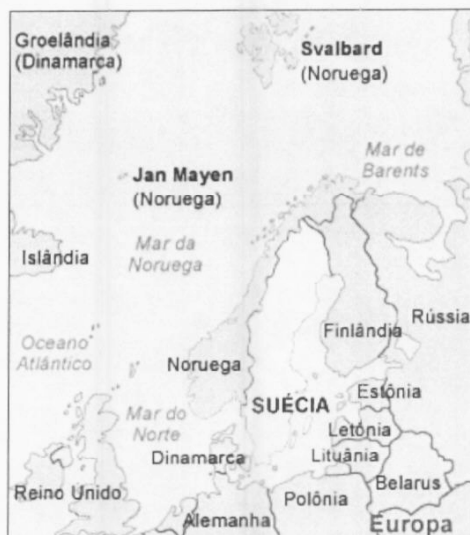 Groelândia
(Dinamarca)
Svalbard
(Noruega)
Mar de
Barents
Jan Mayen
(Noruega)
Islândia
Mar da
Noruega
Rússia
Oceano
Atlântico
Finlândia
Noruega
Estônia
SUÉCIA
Mar do
Norte
Letônia
Dinamarca
Lituânia
Belarus
Reino Unido
Polônia
Alemanha
Europa